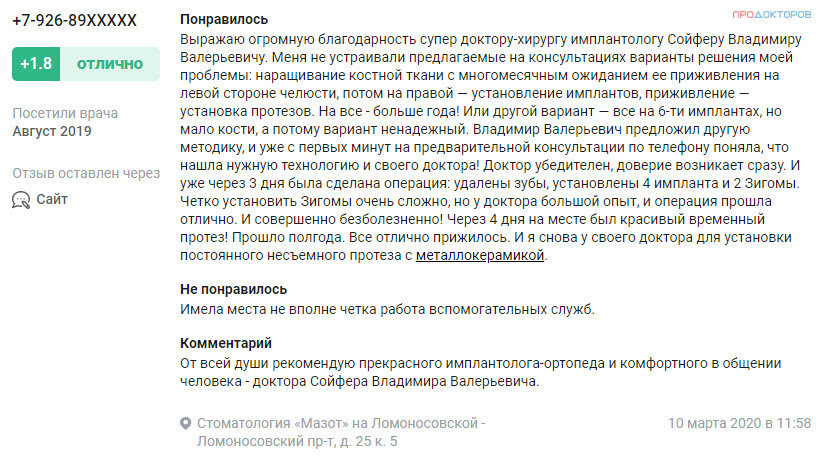 +7-926-89XXXXX
+1.8 отлично
Посетили врача
Август 2019
Отзыв оставлен через
Сайт
ПРОДОКТОРОВ
Понравилось
Выражаю огромную благодарность супер доктору-хирургу имплантологу Сойферу Владимиру
Валерьевичу. Меня не устраивали предлагаемые на консультациях варианты решения моей
проблемы: наращивание костной ткани с многомесячным ожиданием ее приживления на
левой стороне челюсти, потом на правой — установление имплантов, приживление —
установка протезов. На все - больше года! Или другой вариант — все на 6-ти имплантах, но
мало кости, а потому вариант ненадежный. Владимир Валерьевич предложил другую
методику, и уже с первых минут на предварительной консультации по телефону поняла, что
нашла нужную технологию и своего доктора! Доктор убедителен, доверие возникает сразу. И
уже через 3 дня была сделана операция: удалены зубы, установлены 4 импланта и 2 Зигомы.
Четко установить Зигомы очень сложно, но у доктора большой опыт, и операция прошла
отлично. И совершенно безболезненно! Через 4 дня на месте был красивый временный
протез! Прошло полгода. Все отлично прижилось. И я снова у своего доктора для установки
постоянного несъемного протеза с металлокерамикой.
Не понравилось
Имела места не вполне четка работа вспомогательных служб.
Комментарий
От всей души рекомендую прекрасного имплантолога-ортопеда и комфортного в общении
человека - доктора Сойфера Владимира Валерьевича.
Стоматология «Мазот» на Ломоносовской -
Ломоносовский пр-т, д. 25 к. 5
10 марта 2020 в 11:58